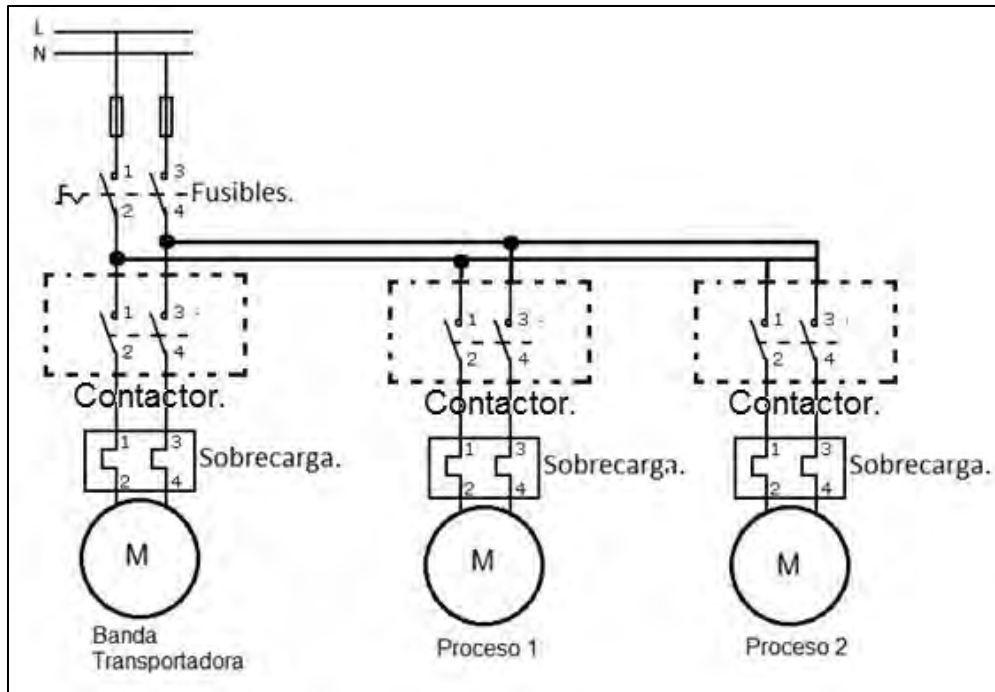 L
N
1 3
Fusibles.
2 4
1 3
2 4
Contactor.
1 3
2 4
Contactor.
1 3
2 4
Contactor.
1 3
Sobrecarga.
2 4
1 3
Sobrecarga.
2 4
1 3
Sobrecarga.
2 4
M
M
M
Banda
Transportadora
Proceso 1
Proceso 2